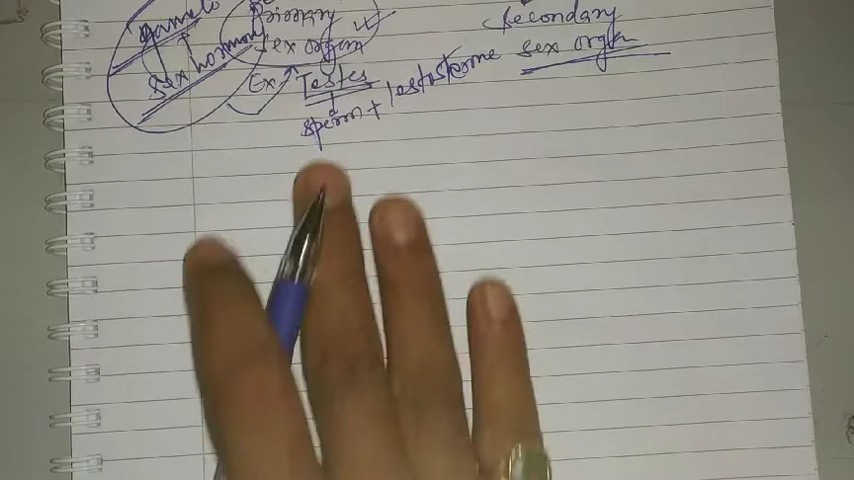 gamete
sex hormone
Primary
sex organ
Ex Testes
sperm + testosterone
Secondary
sex organ